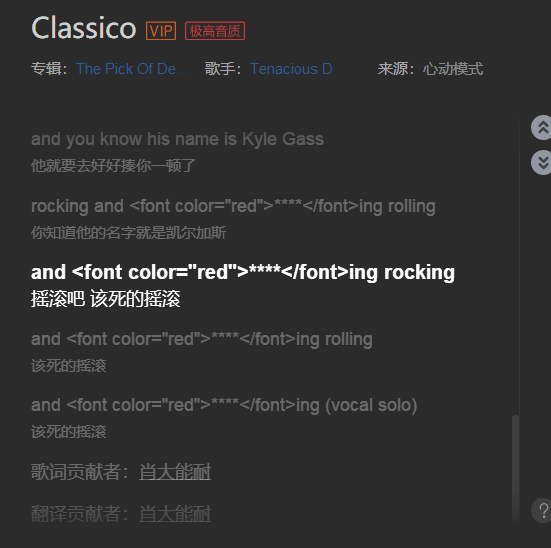 Classico VIP 极高音质
专辑：The Pick Of De 歌手：Tenacious D 来源：心动模式
and you know his name is Kyle Gass
他就要去好好揍你一顿了
rocking and <font color="red">****</font>ing rolling
你知道他的名字就是凯尔加斯
and <font color="red">****</font>ing rocking
摇滚吧 该死的摇滚
and <font color="red">****</font>ing rolling
该死的摇滚
and <font color="red">****</font>ing (vocal solo)
该死的摇滚
歌词贡献者：肖大能耐
翻译贡献者：肖大能耐
?